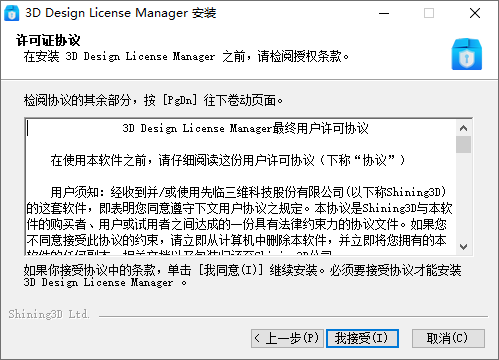 3D Design License Manager 安装
许可证协议
在安装 3D Design License Manager 之前，请检阅授权条款。
检阅协议的其余部分，按 [PgDn] 往下卷动页面。
3D Design License Manager最终用户许可协议
在使用本软件之前，请仔细阅读这份用户许可协议（下称“协议”）
用户须知：经收到并/或使用先临三维科技股份有限公司(以下称Shining3D)
的这套软件，即表明您同意遵守下文用户协议之规定。本协议是Shining3D与本软
件的购买者、用户或试用者之间达成的一份具有法律约束力的协议文件。如果您
不同意接受此协议的约束，请立即从计算机中删除本软件，并立即将您拥有的本
如果你接受协议中的条款，单击 [我同意(I)] 继续安装。必须要接受协议才能安装
3D Design License Manager 。
Shining3D Ltd.
< 上一步(P)
我接受(I)
取消(C)